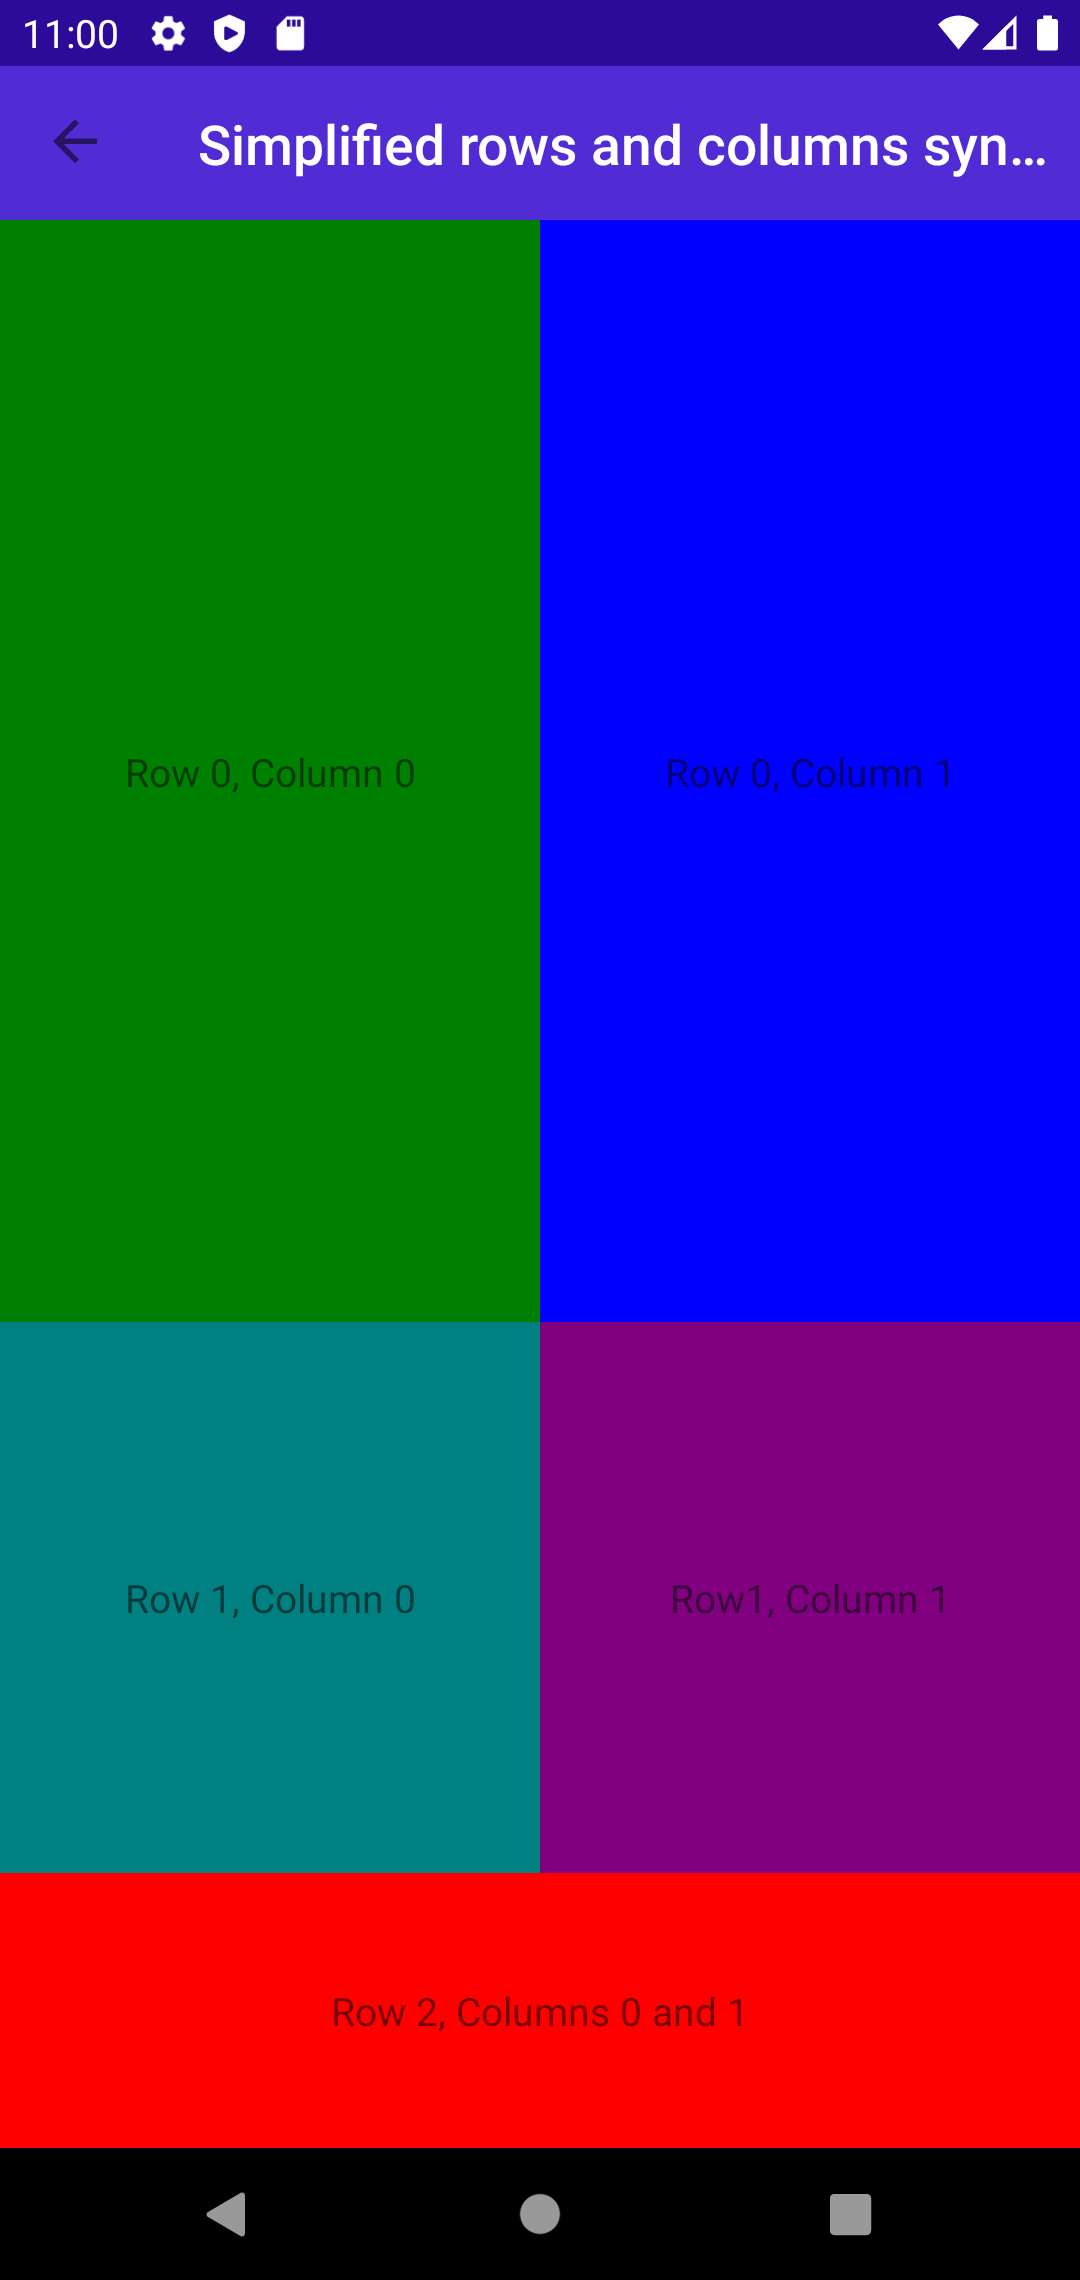 11:00
Simplified rows and columns syn…
Row 0, Column 0
Row 0, Column 1
Row 1, Column 0
Row1, Column 1
Row 2, Columns 0 and 1